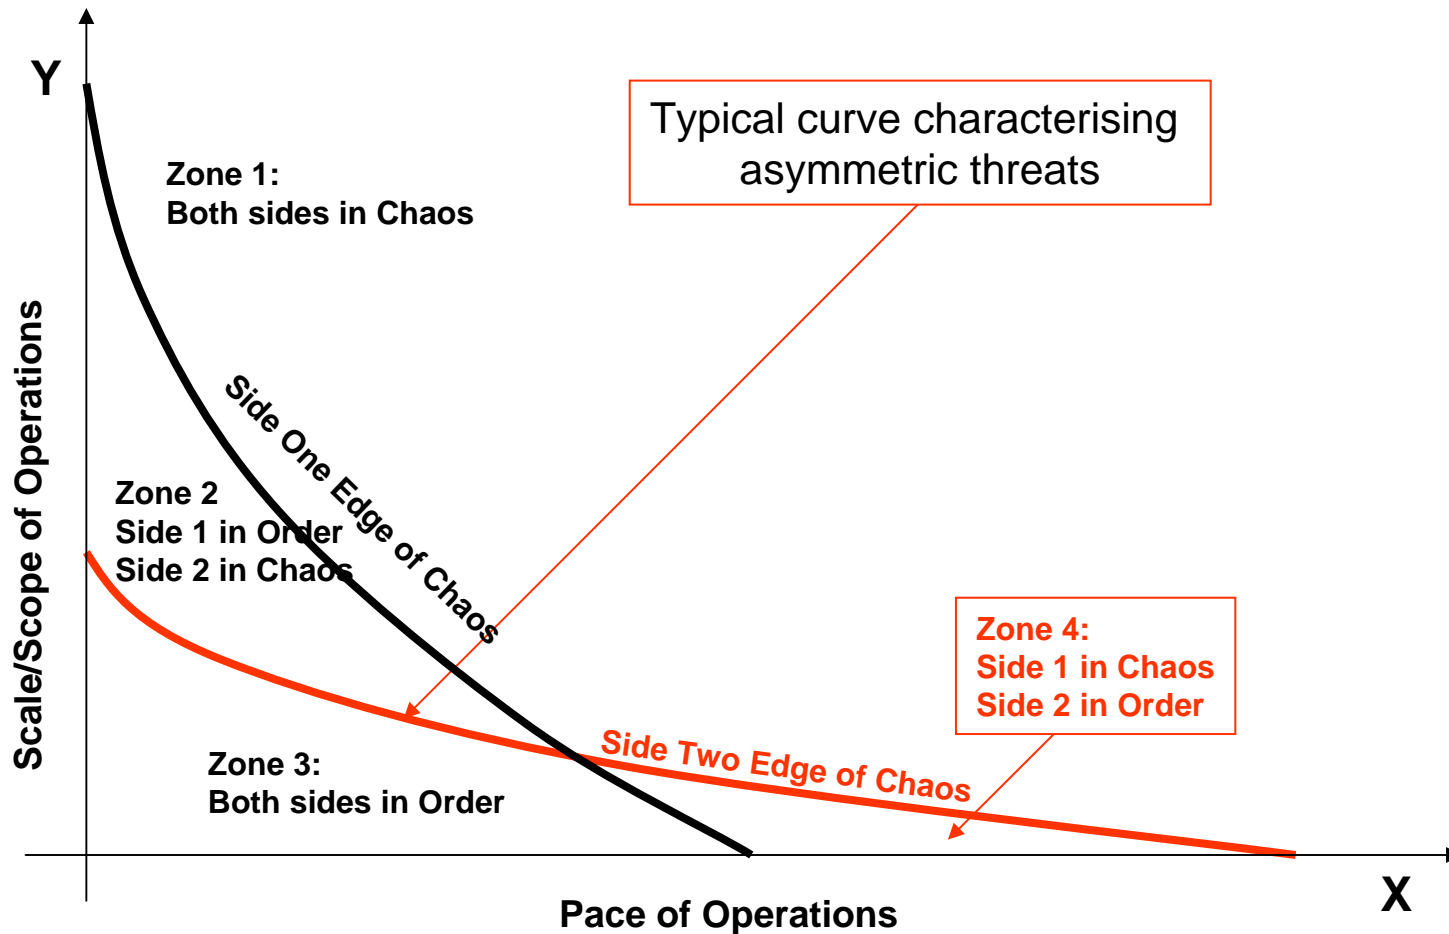 Y
Typical curve characterising
asymmetric threats
Zone 1:
Both sides in Chaos
Scale/Scope of Operations
Side One Edge of Chaos
Zone 2
Side 1 in Order
Side 2 in Chaos
Zone 4:
Side 1 in Chaos
Side 2 in Order
Side Two Edge of Chaos
Zone 3:
Both sides in Order
X
Pace of Operations